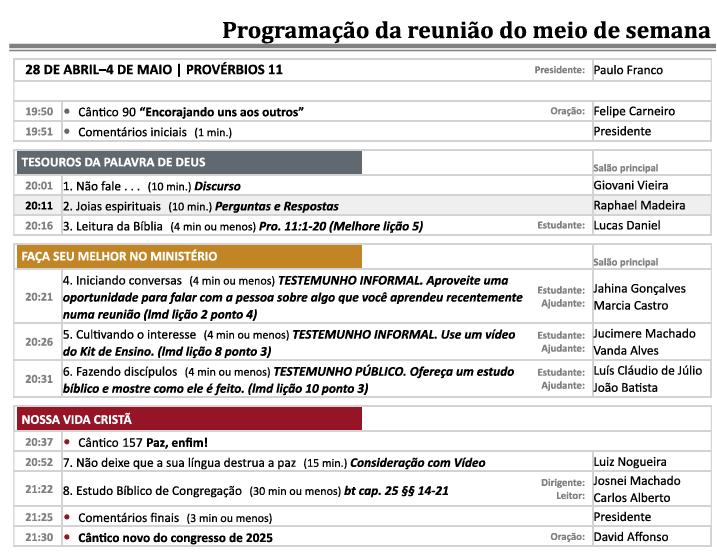 Programação da reunião do meio de semana
28 DE ABRIL–4 DE MAIO | PROVÉRBIOS 11 Presidente: Paulo Franco
19:50 • Cântico 90 “Encorajando uns aos outros” Oração: Felipe Carneiro
19:51 • Comentários iniciais (1 min.) Presidente
TESOUROS DA PALAVRA DE DEUS Salão principal
20:01 1. Não fale . . . (10 min.) Discurso Giovani Vieira
20:11 2. Joias espirituais (10 min.) Perguntas e Respostas Raphael Madeira
20:16 3. Leitura da Bíblia (4 min ou menos) Pro. 11:1-20 (Melhore lição 5) Estudante: Lucas Daniel
FAÇA SEU MELHOR NO MINISTÉRIO Salão principal
20:21 4. Iniciando conversas (4 min ou menos) TESTEMUNHO INFORMAL. Aproveite uma
oportunidade para falar com a pessoa sobre algo que você aprendeu recentemente
numa reunião (lmd lição 2 ponto 4)
Estudante: Jahina Gonçalves
Ajudante: Marcia Castro
20:26 5. Cultivando o interesse (4 min ou menos) TESTEMUNHO INFORMAL. Use um vídeo
do Kit de Ensino. (lmd lição 8 ponto 3)
Estudante: Jucimere Machado
Ajudante: Vanda Alves
20:31 6. Fazendo discípulos (4 min ou menos) TESTEMUNHO PÚBLICO. Ofereça um estudo
bíblico e mostre como ele é feito. (lmd lição 10 ponto 3)
Estudante: Luís Cláudio de Júlio
Ajudante: João Batista
NOSSA VIDA CRISTÃ
20:37 • Cântico 157 Paz, enfim!
20:52 7. Não deixe que a sua língua destrua a paz (15 min.) Consideração com Vídeo Luiz Nogueira
21:22 8. Estudo Bíblico de Congregação (30 min ou menos) bt cap. 25 §§ 14-21
Dirigente: Josnei Machado
Leitor: Carlos Alberto
21:25 • Comentários finais (3 min ou menos) Presidente
21:30 • Cântico novo do congresso de 2025 Oração: David Affonso